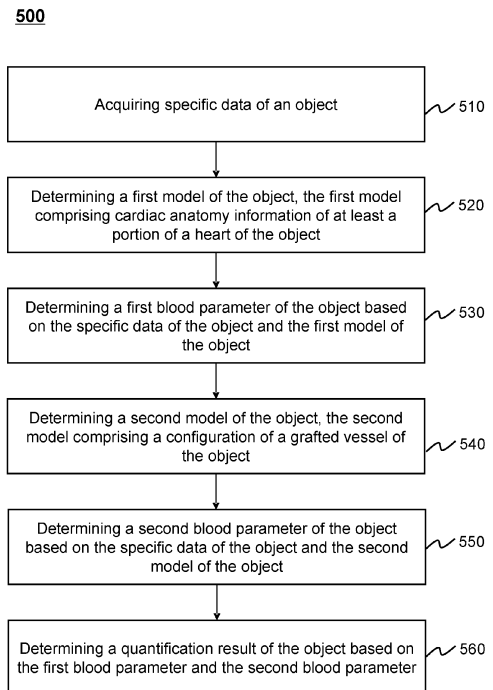 500
Acquiring specific data of an object
510
Determining a first model of the object, the first model
comprising cardiac anatomy information of at least a
portion of a heart of the object
520
Determining a first blood parameter of the object based
on the specific data of the object and the first model of
the object
530
Determining a second model of the object, the second
model comprising a configuration of a grafted vessel of
the object
540
Determining a second blood parameter of the object
based on the specific data of the object and the second
model of the object
550
Determining a quantification result of the object based on
the first blood parameter and the second blood parameter
560